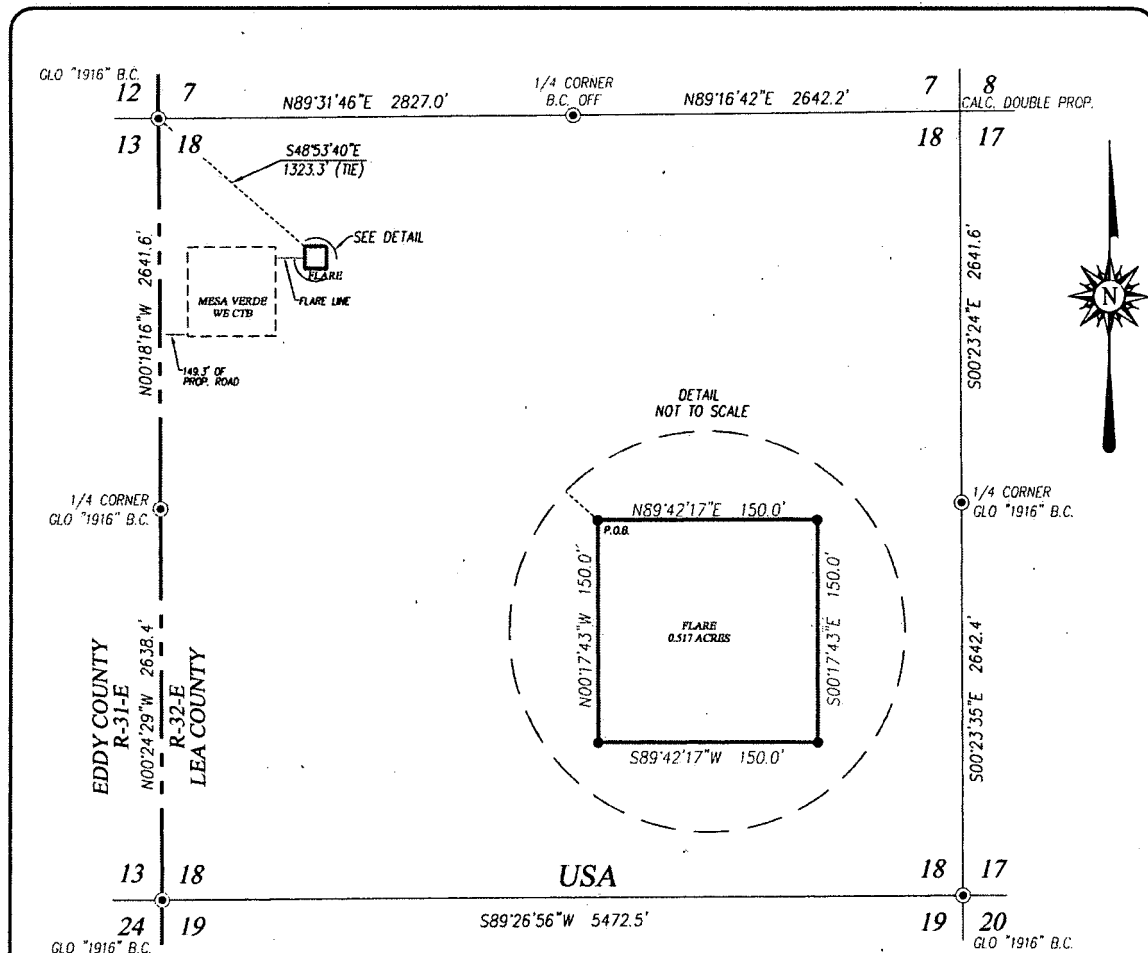 GLO "1916" B.C.
12 7
13 18
N89°31'46"E 2827.0'
1/4 CORNER
B.C. OFF
N89°16'42"E 2642.2'
7 8
CALC. DOUBLE PROP.
18 17
S48°53'40"E
1323.3' (TIE)
SEE DETAIL
FLARE
FLARE LINE
MESA VERDE
WE CTB
149.3' OF
PROP. ROAD
N00°18'16"W 2641.6'
S00°23'24"E 2641.6'
N
DETAIL
NOT TO SCALE
1/4 CORNER
GLO "1916" B.C.
1/4 CORNER
GLO "1916" B.C.
N89°42'17"E 150.0'
P.O.B.
N00°17'43"W 150.0'
FLARE
0.517 ACRES
S00°17'43"E 150.0'
S89°42'17"W 150.0'
EDDY COUNTY
R-31-E
N00°24'29"W 2638.4'
R-32-E
LEA COUNTY
S00°23'35"E 2642.4'
13 18
24 19
GLO "1916" B.C.
USA
S89°26'56"W 5472.5'
18 17
19 20
GLO "1916" B.C.